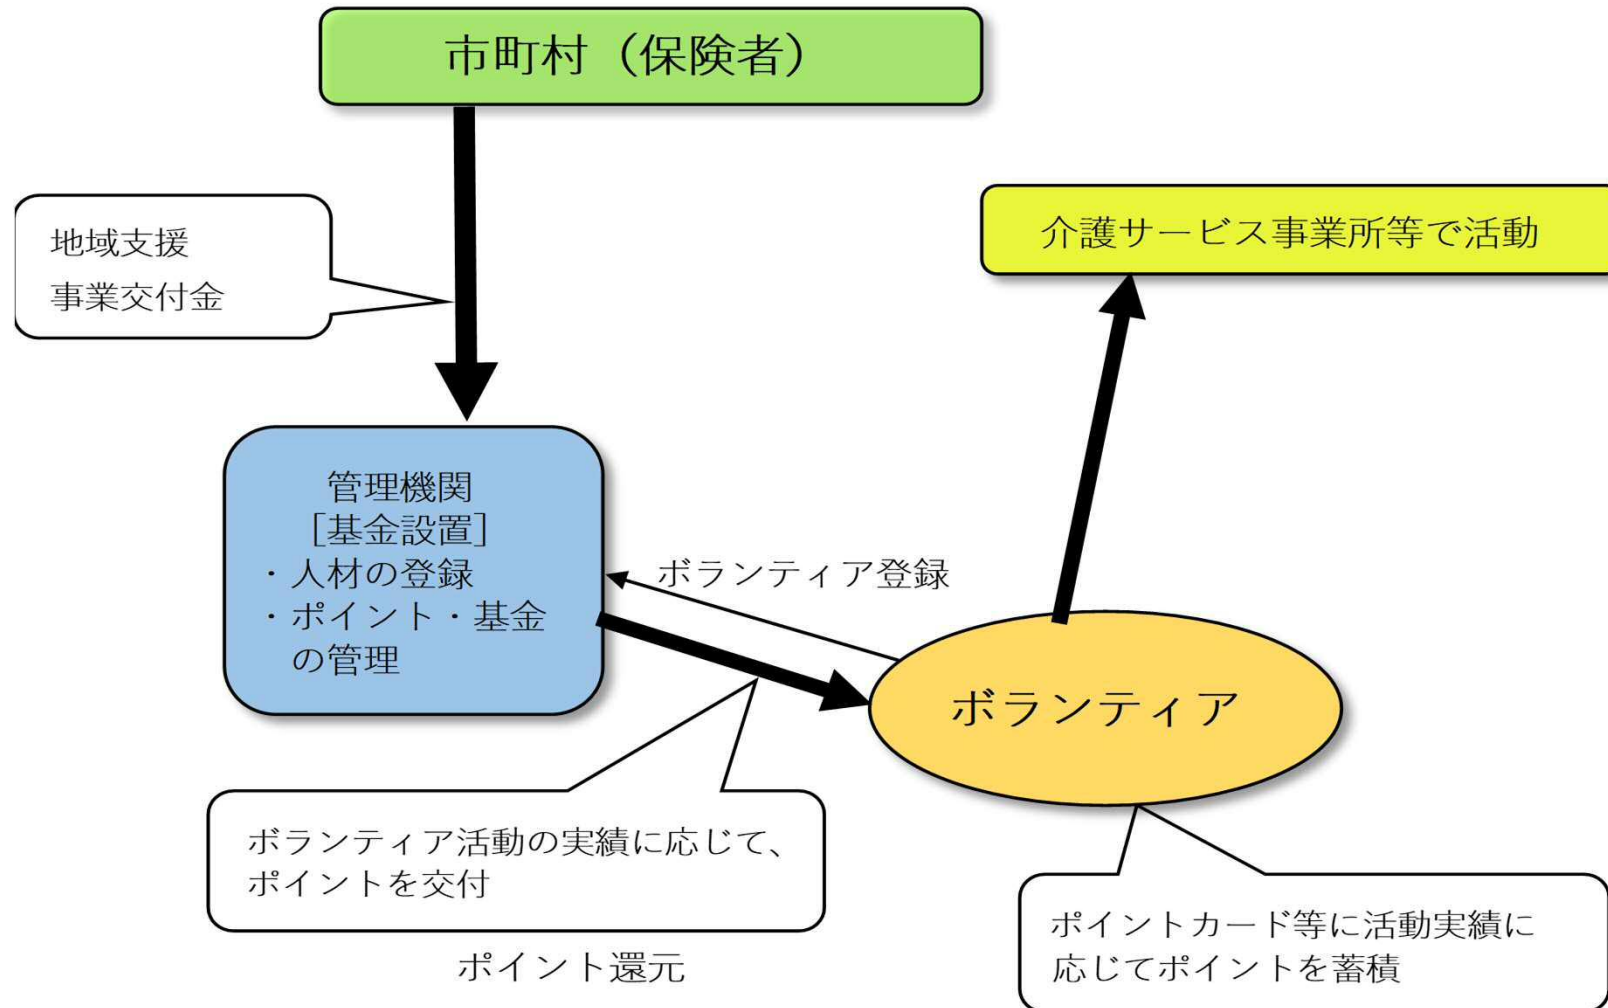 市町村（保険者）
地域支援
事業交付金
介護サービス事業所等で活動
管理機関
［基金設置］
・人材の登録
・ポイント・基金
の管理
ボランティア登録
ボランティア
ボランティア活動の実績に応じて、
ポイントを交付
ポイント還元
ポイントカード等に活動実績に
応じてポイントを蓄積